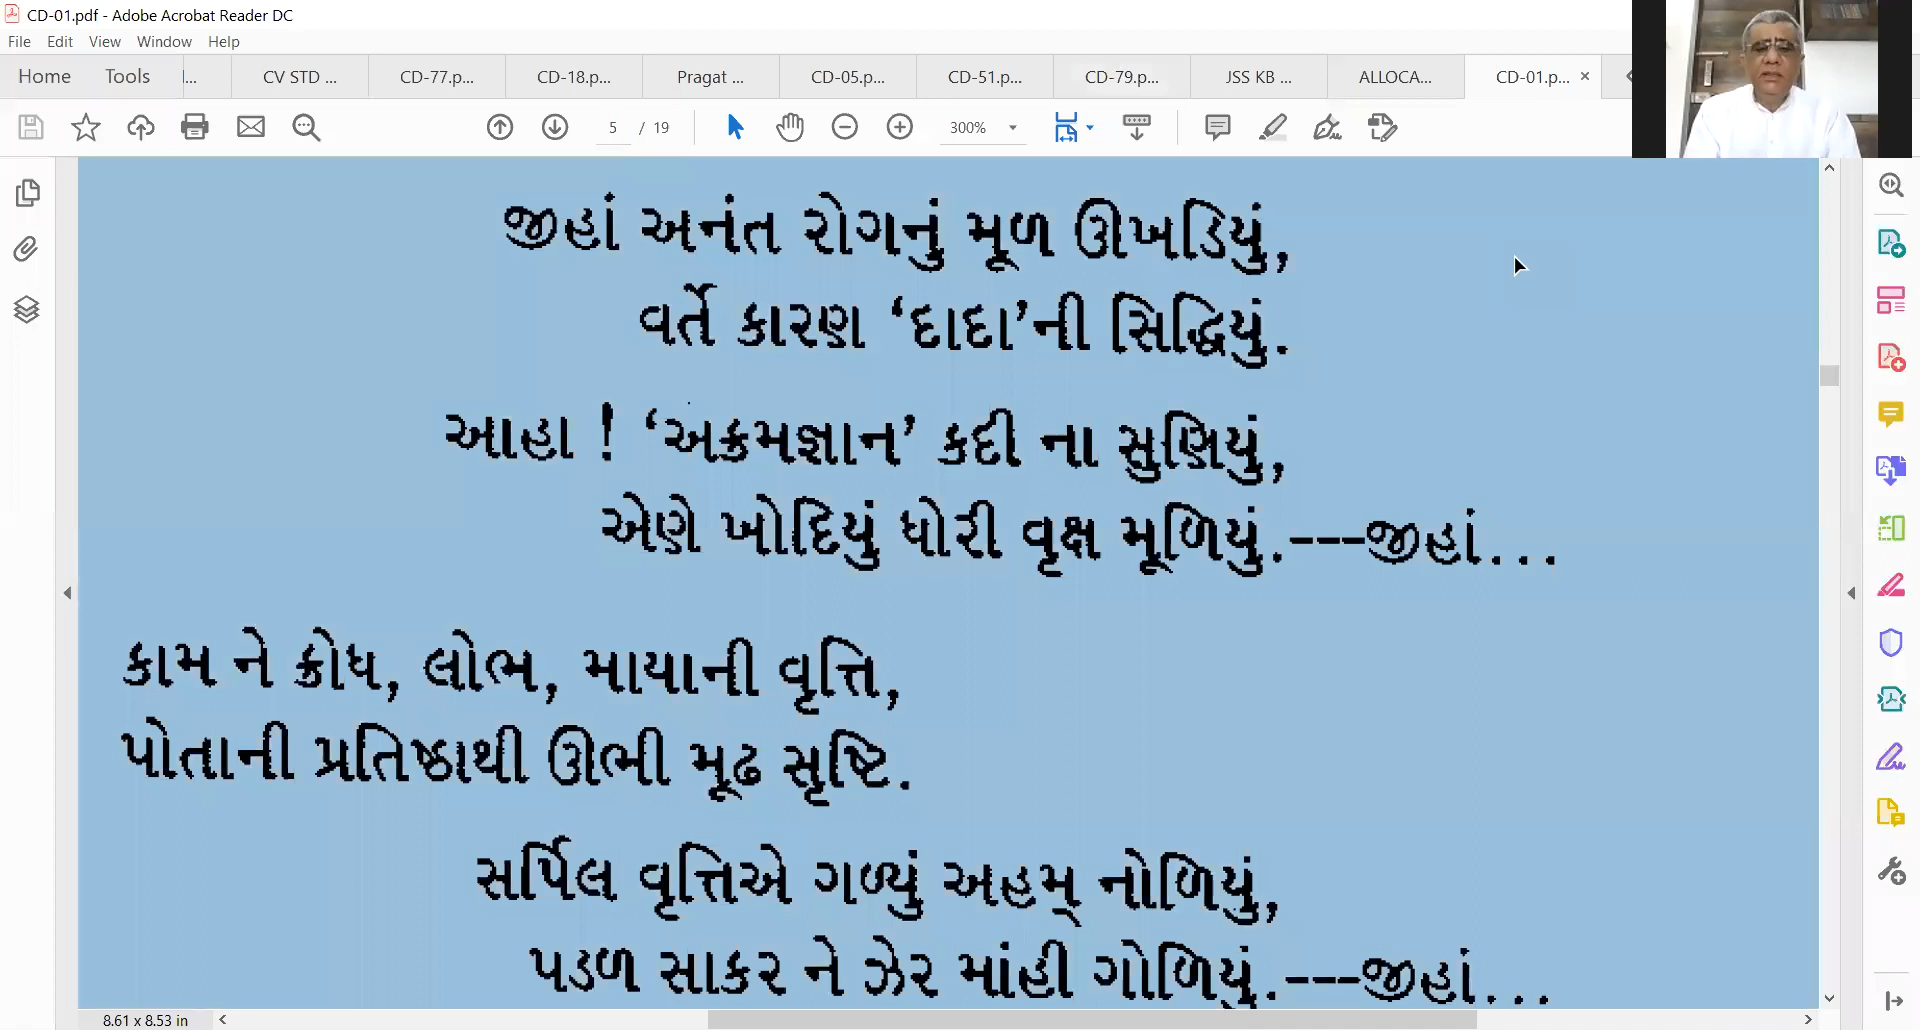 CD-01.pdf - Adobe Acrobat Reader DC
File Edit View Window Help
Home Tools I... CV STD ... CD-77.p... CD-18.p... Pragat ... CD-05.p... CD-51.p... CD-79.p... JSS KB ... ALLOCA... CD-01.p... ×
5 / 19 300%
જીહાં અનંત રોગનું મૂળ ઊખડિયું,
વર્તે કારણ ‘દાદા’ની સિદ્ધિયું.
આહા ! ‘અક્રમજ્ઞાન’ કદી ના સુણિયું,
એણે ખોદિયું ધોરી વૃક્ષ મૂળિયું.---જીહાં...
કામ ને ક્રોધ, લોભ, માયાની વૃત્તિ,
પોતાની પ્રતિષ્ઠાથી ઊભી મૂઢ સૃષ્ટિ.
સર્પિલ વૃત્તિએ ગળ્યું અહમ્ નોળિયું,
પડળ સાકર ને ઝેર માંહી ગોળિયું.---જીહાં...
8.61 x 8.53 in